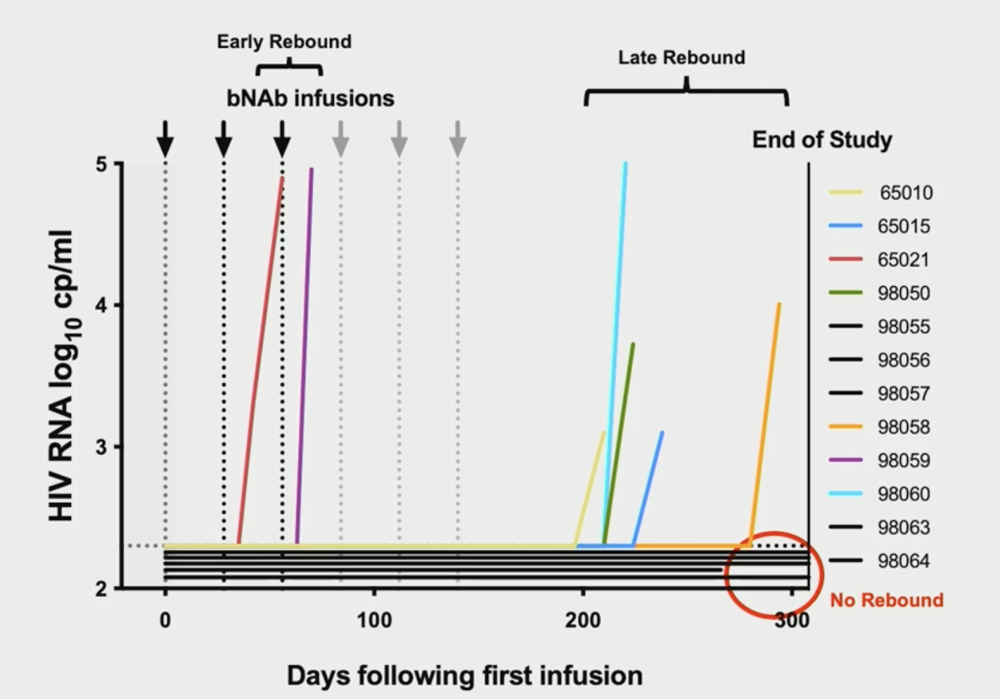 Early Rebound
Late Rebound
bNAb infusions
End of Study
5
4
3
2
HIV RNA log10 cp/ml
65010
65015
65021
98050
98055
98056
98057
98058
98059
98060
98063
98064
No Rebound
0
100
200
300
Days following first infusion